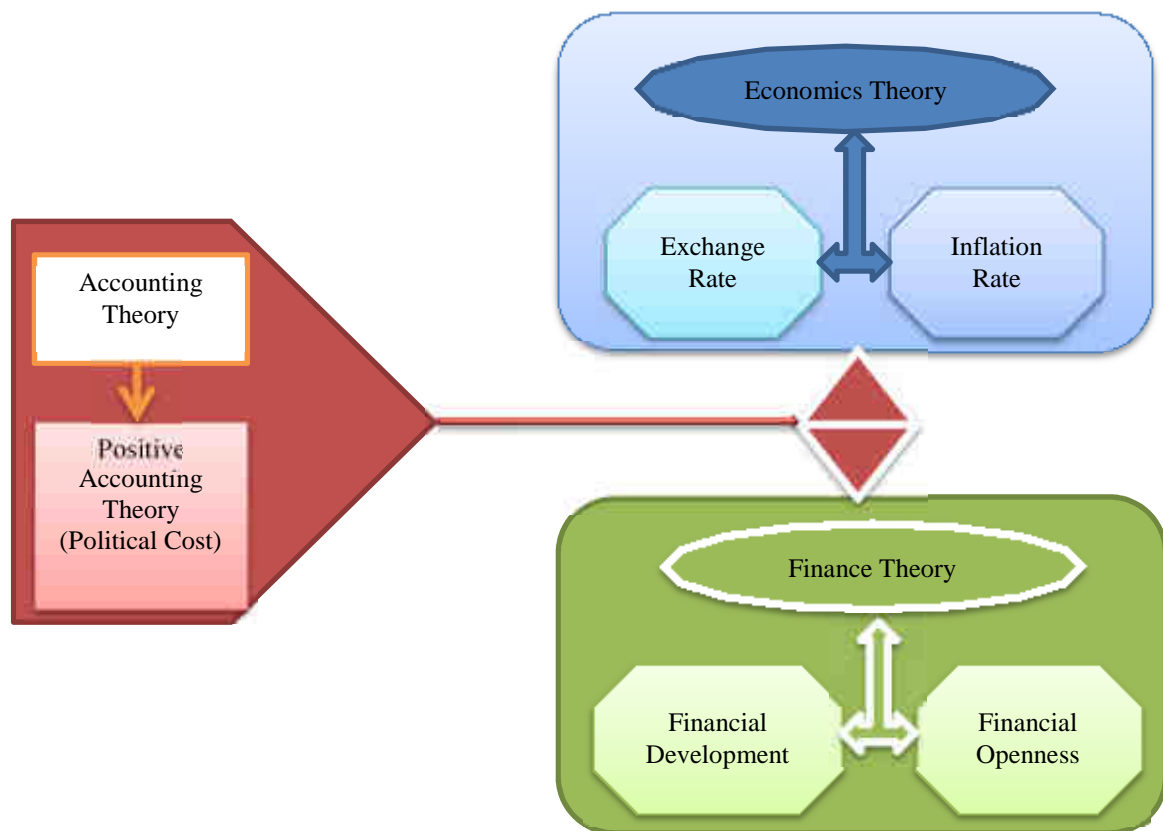 Economics Theory
Exchange
Rate
Inflation
Rate
Accounting
Theory
Positive
Accounting
Theory
(Political Cost)
Finance Theory
Financial
Development
Financial
Openness